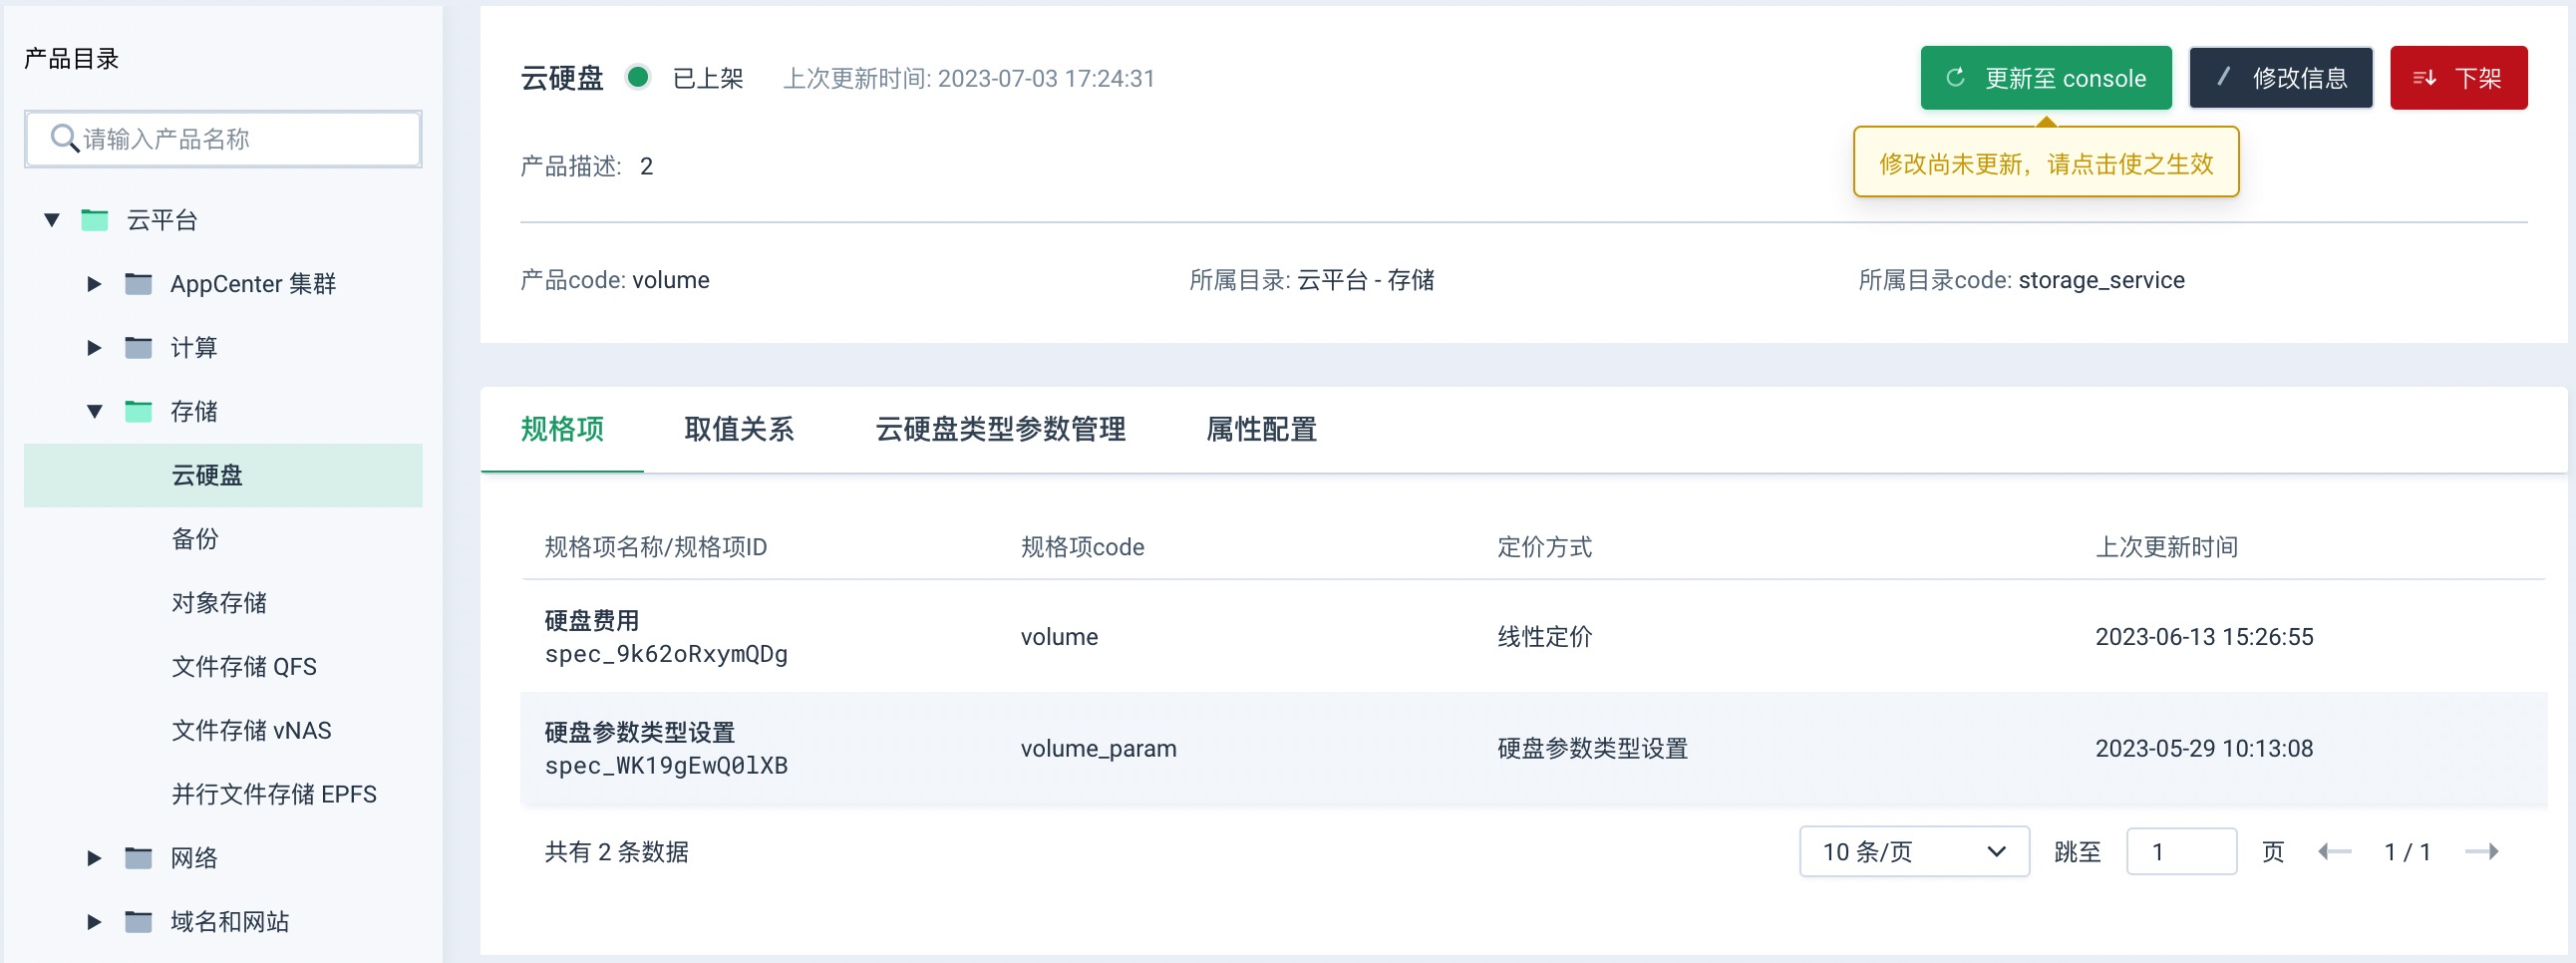 产品目录
请输入产品名称
云平台
AppCenter 集群
计算
存储
云硬盘
备份
对象存储
文件存储 QFS
文件存储 vNAS
并行文件存储 EPFS
网络
域名和网站
云硬盘 已上架 上次更新时间: 2023-07-03 17:24:31
更新至 console 修改信息 下架
修改尚未更新，请点击使之生效
产品描述: 2
产品code: volume 所属目录: 云平台 - 存储 所属目录code: storage_service
规格项 取值关系 云硬盘类型参数管理 属性配置
规格项名称/规格项ID 规格项code 定价方式 上次更新时间
硬盘费用
spec_9k62oRxymQDg volume 线性定价 2023-06-13 15:26:55
硬盘参数类型设置
spec_WK19gEwQ0lXB volume_param 硬盘参数类型设置 2023-05-29 10:13:08
共有 2 条数据 10 条/页 跳至 1 页 1 / 1